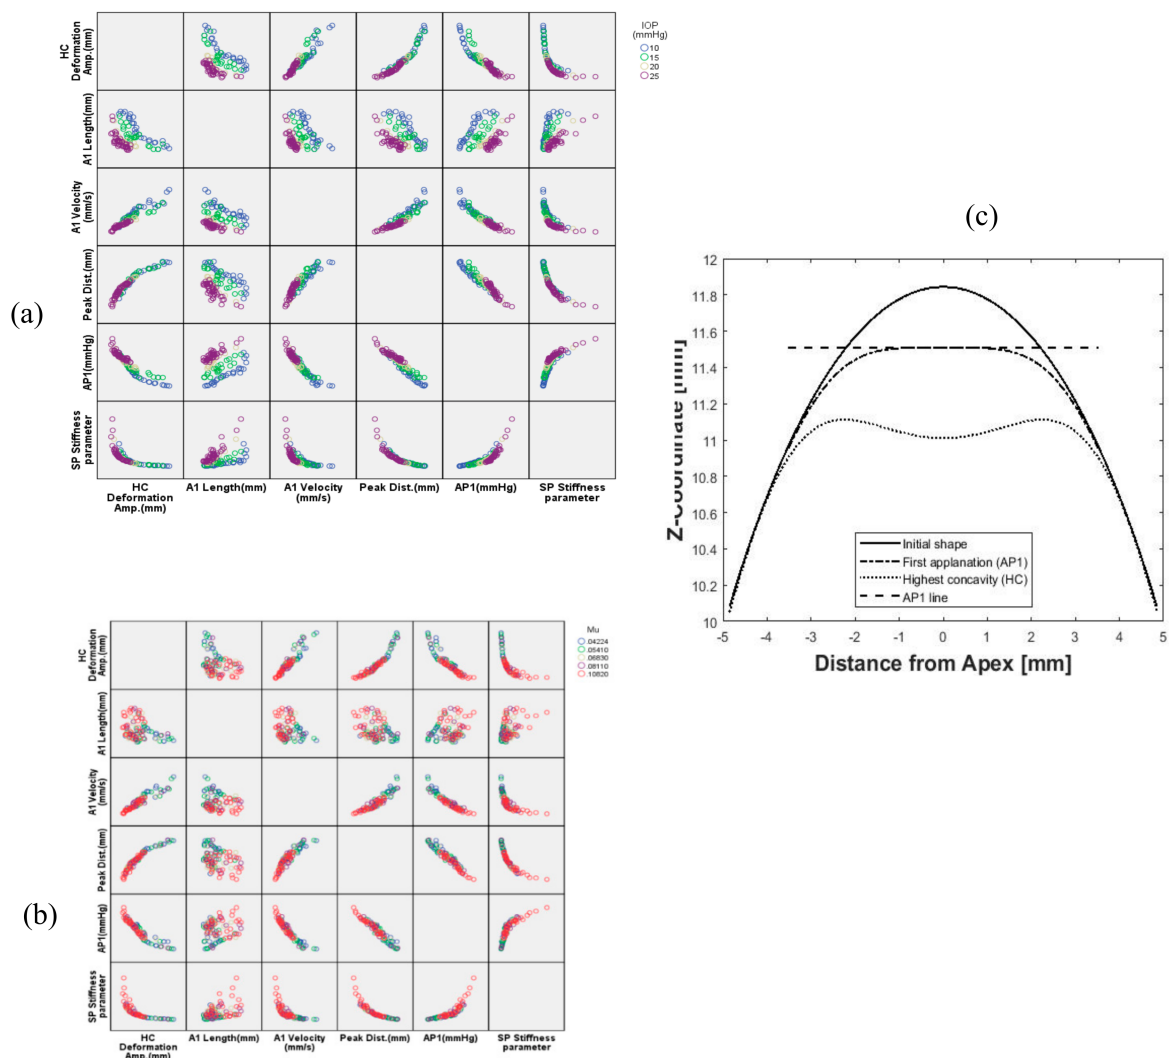 (a)
HC
Deformation
Amp.(mm)
A1 Length(mm)
A1 Velocity
(mm/s)
Peak Dist.(mm)
AP1(mmHg)
SP Stiffness
parameter
HC
Deformation
Amp.(mm)
A1 Length(mm)
A1 Velocity
(mm/s)
Peak Dist.(mm)
AP1(mmHg)
SP Stiffness
parameter
IOP
(mmHg)
10
15
20
25
(b)
HC
Deformation
Amp.(mm)
A1 Length(mm)
A1 Velocity
(mm/s)
Peak Dist.(mm)
AP1(mmHg)
SP Stiffness
parameter
HC
Deformation
Amp.(mm)
A1 Length(mm)
A1 Velocity
(mm/s)
Peak Dist.(mm)
AP1(mmHg)
SP Stiffness
parameter
Mu
.04224
.05410
.06830
.08110
.10820
(c)
Z-Coordinate [mm]
12
11.8
11.6
11.4
11.2
11
10.8
10.6
10.4
10.2
10
-5 -4 -3 -2 -1 0 1 2 3 4 5
Distance from Apex [mm]
Initial shape
First applanation (AP1)
Highest concavity (HC)
AP1 line